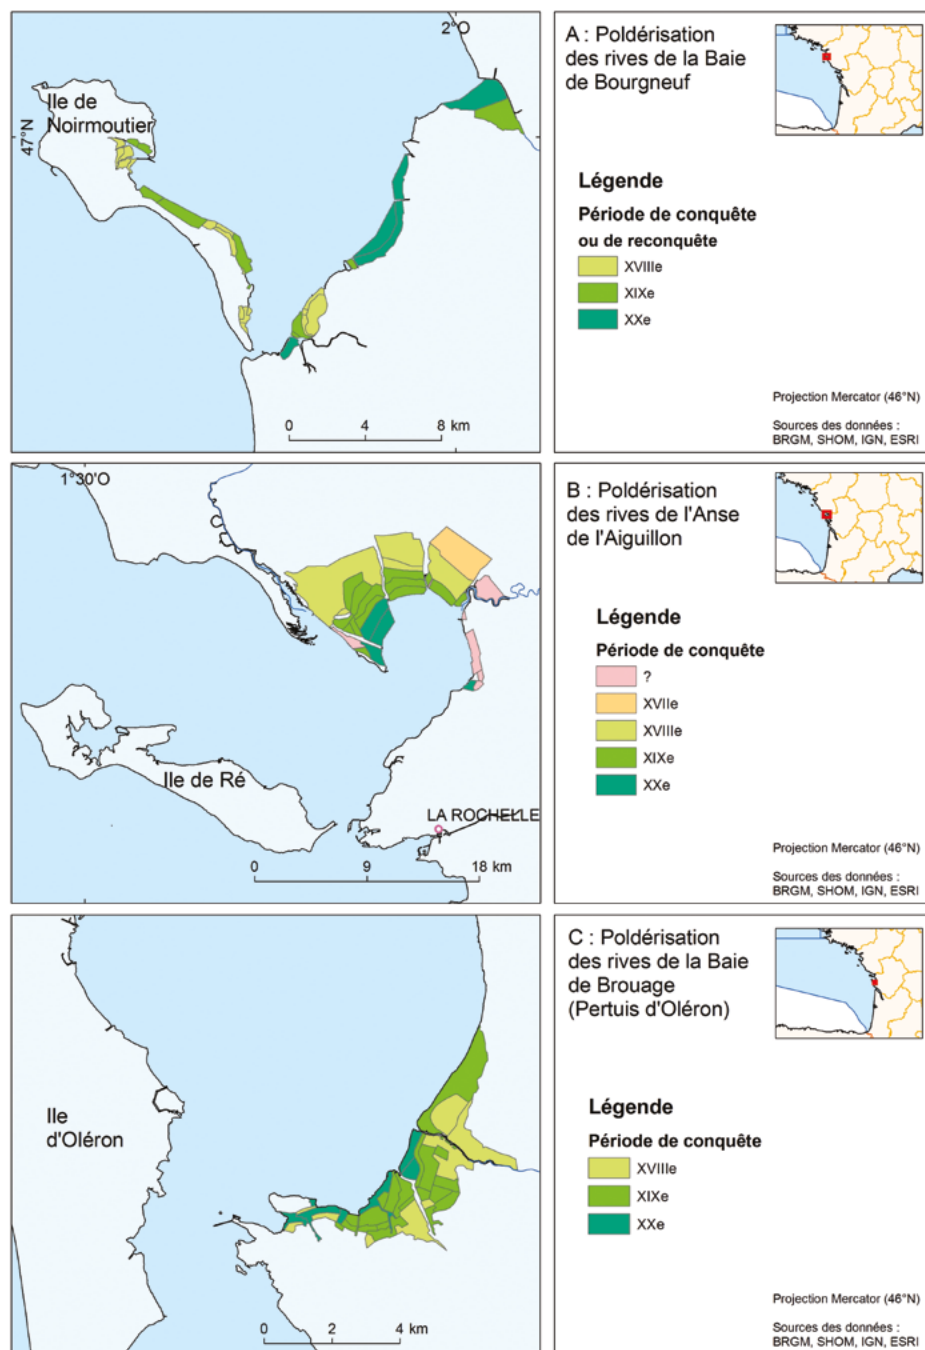 2°O
47°N
Ile de
Noirmoutier
0 4 8 km
A : Poldérisation
des rives de la Baie
de Bourgneuf
Légende
Période de conquête
ou de reconquête
XVIIIe
XIXe
XXe
Projection Mercator (46°N)
Sources des données :
BRGM, SHOM, IGN, ESRI
1°30'O
Ile de Ré
LA ROCHELLE
0 9 18 km
B : Poldérisation
des rives de l'Anse
de l'Aiguillon
Légende
Période de conquête
?
XVIIe
XVIIIe
XIXe
XXe
Projection Mercator (46°N)
Sources des données :
BRGM, SHOM, IGN, ESRI
Ile
d'Oléron
0 2 4 km
C : Poldérisation
des rives de la Baie
de Brouage
(Pertuis d'Oléron)
Légende
Période de conquête
XVIIIe
XIXe
XXe
Projection Mercator (46°N)
Sources des données :
BRGM, SHOM, IGN, ESRI